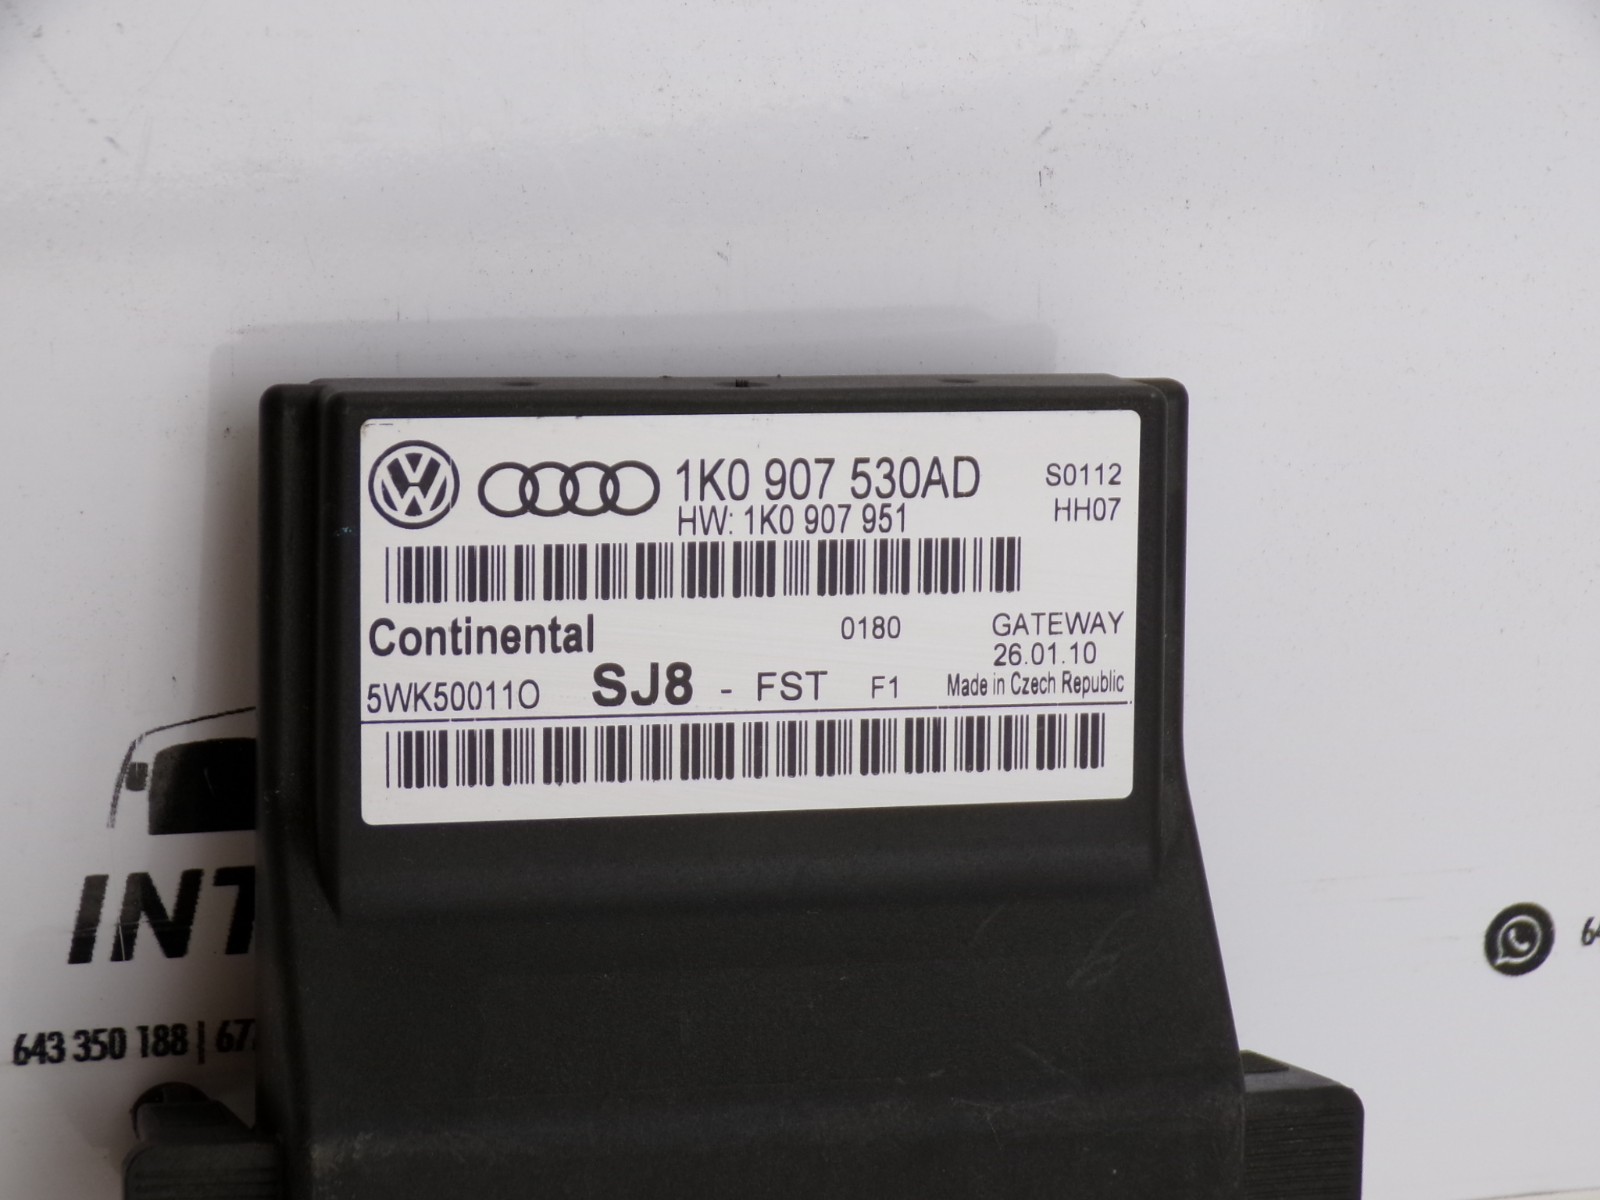 1K0 907 530AD
S0112
HW: 1K0 907 951
HH07
Continental
0180
GATEWAY
26.01.10
5WK50011O
SJ8 - FST F1
Made in Czech Republic
INT
643 350 188 | 67